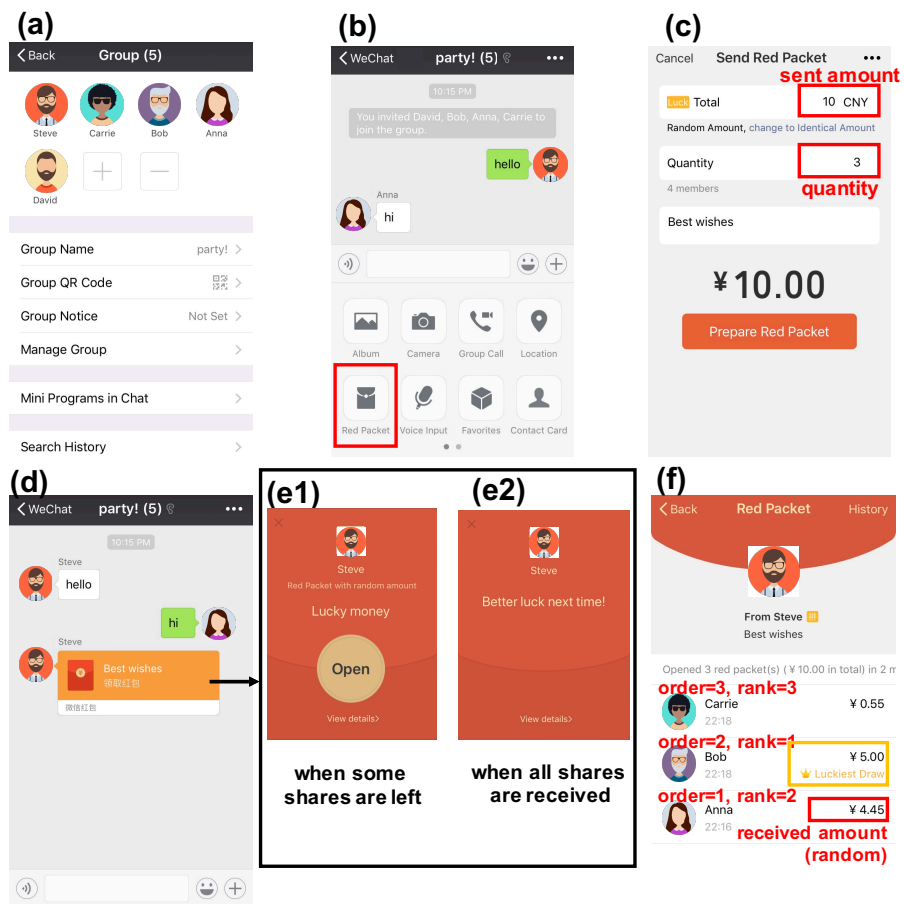 (a)
Back Group (5)
Steve Carrie Bob Anna
David
Group Name party!
Group QR Code
Group Notice Not Set
Manage Group
Mini Programs in Chat
Search History
(b)
WeChat party! (5)
10:15 PM
You invited David, Bob, Anna, Carrie to
join the group.
hello
Anna
hi
Album Camera Group Call Location
Red Packet Voice Input Favorites Contact Card
(c)
Cancel Send Red Packet
sent amount
Luck Total 10 CNY
Random Amount, change to Identical Amount
Quantity 3
4 members
quantity
Best wishes
¥10.00
Prepare Red Packet
(d)
WeChat party! (5)
10:15 PM
Steve
hello
hi
Steve
Best wishes
领取红包
微信红包
(e1)
Steve
Red Packet with random amount
Lucky money
Open
View details>
when some
shares are left
(e2)
Steve
Better luck next time!
View details>
when all shares
are received
(f)
Back Red Packet History
From Steve
Best wishes
Opened 3 red packet(s) (¥10.00 in total) in 2 m
order=3, rank=3
Carrie ¥ 0.55
22:18
order=2, rank=1
Bob ¥ 5.00
22:18 Luckiest Draw
order=1, rank=2
Anna ¥ 4.45
22:16 received amount
(random)